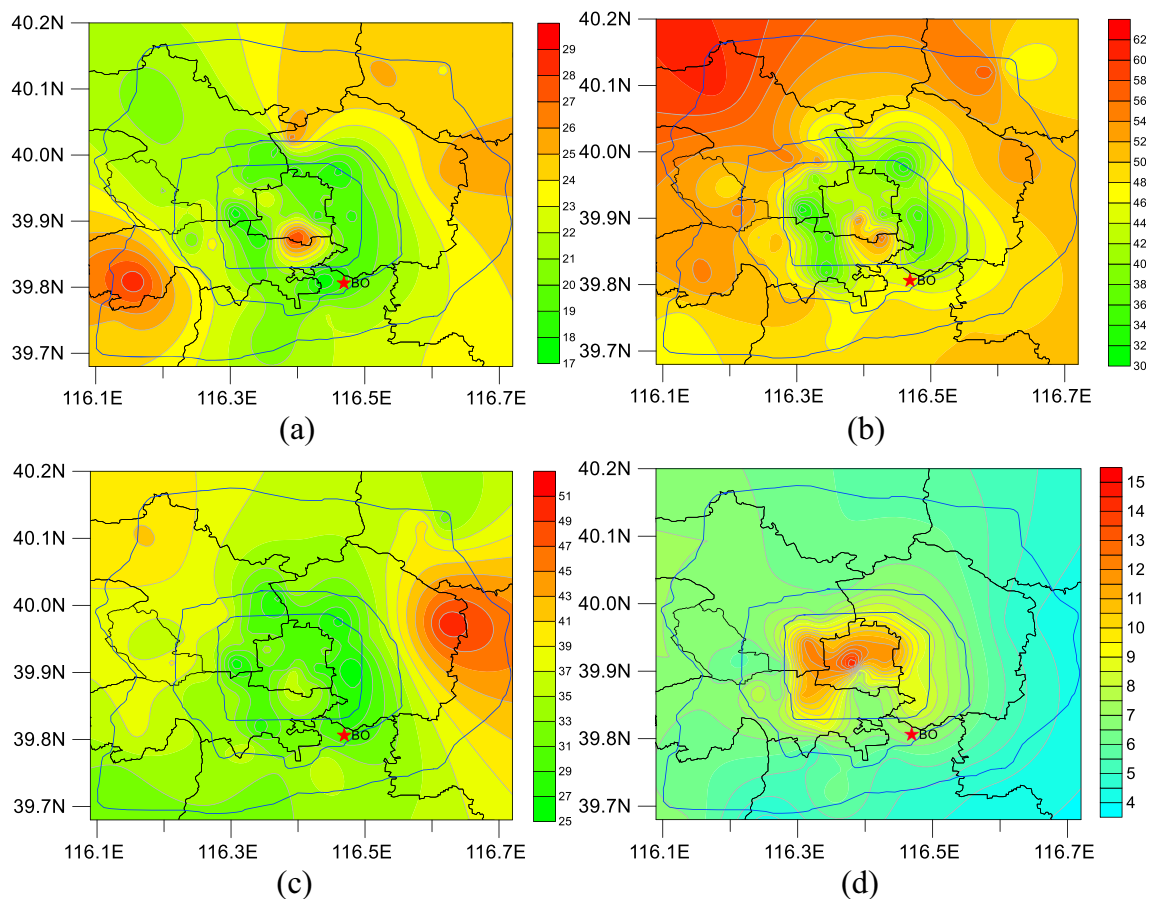 40.2N
40.1N
40.0N
39.9N
39.8N
39.7N
116.1E 116.3E 116.5E 116.7E
BO
29
28
27
26
25
24
23
22
21
20
19
18
17
(a)
40.2N
40.1N
40.0N
39.9N
39.8N
39.7N
116.1E 116.3E 116.5E 116.7E
BO
62
60
58
56
54
52
50
48
46
44
42
40
38
36
34
32
30
(b)
40.2N
40.1N
40.0N
39.9N
39.8N
39.7N
116.1E 116.3E 116.5E 116.7E
BO
51
49
47
45
43
41
39
37
35
33
31
29
27
25
(c)
40.2N
40.1N
40.0N
39.9N
39.8N
39.7N
116.1E 116.3E 116.5E 116.7E
BO
15
14
13
12
11
10
9
8
7
6
5
4
(d)